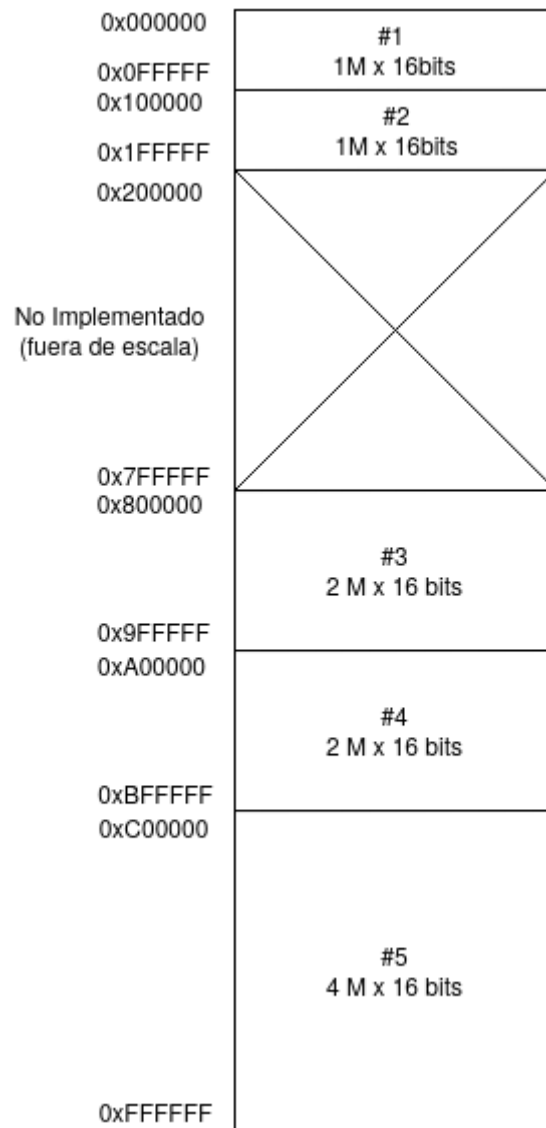 0x000000
#1
1M x 16bits
0x0FFFFF
0x100000
#2
1M x 16bits
0x1FFFFF
0x200000
No Implementado
(fuera de escala)
0x7FFFFF
0x800000
#3
2 M x 16 bits
0x9FFFFF
0xA00000
#4
2 M x 16 bits
0xBFFFFF
0xC00000
#5
4 M x 16 bits
0xFFFFFF